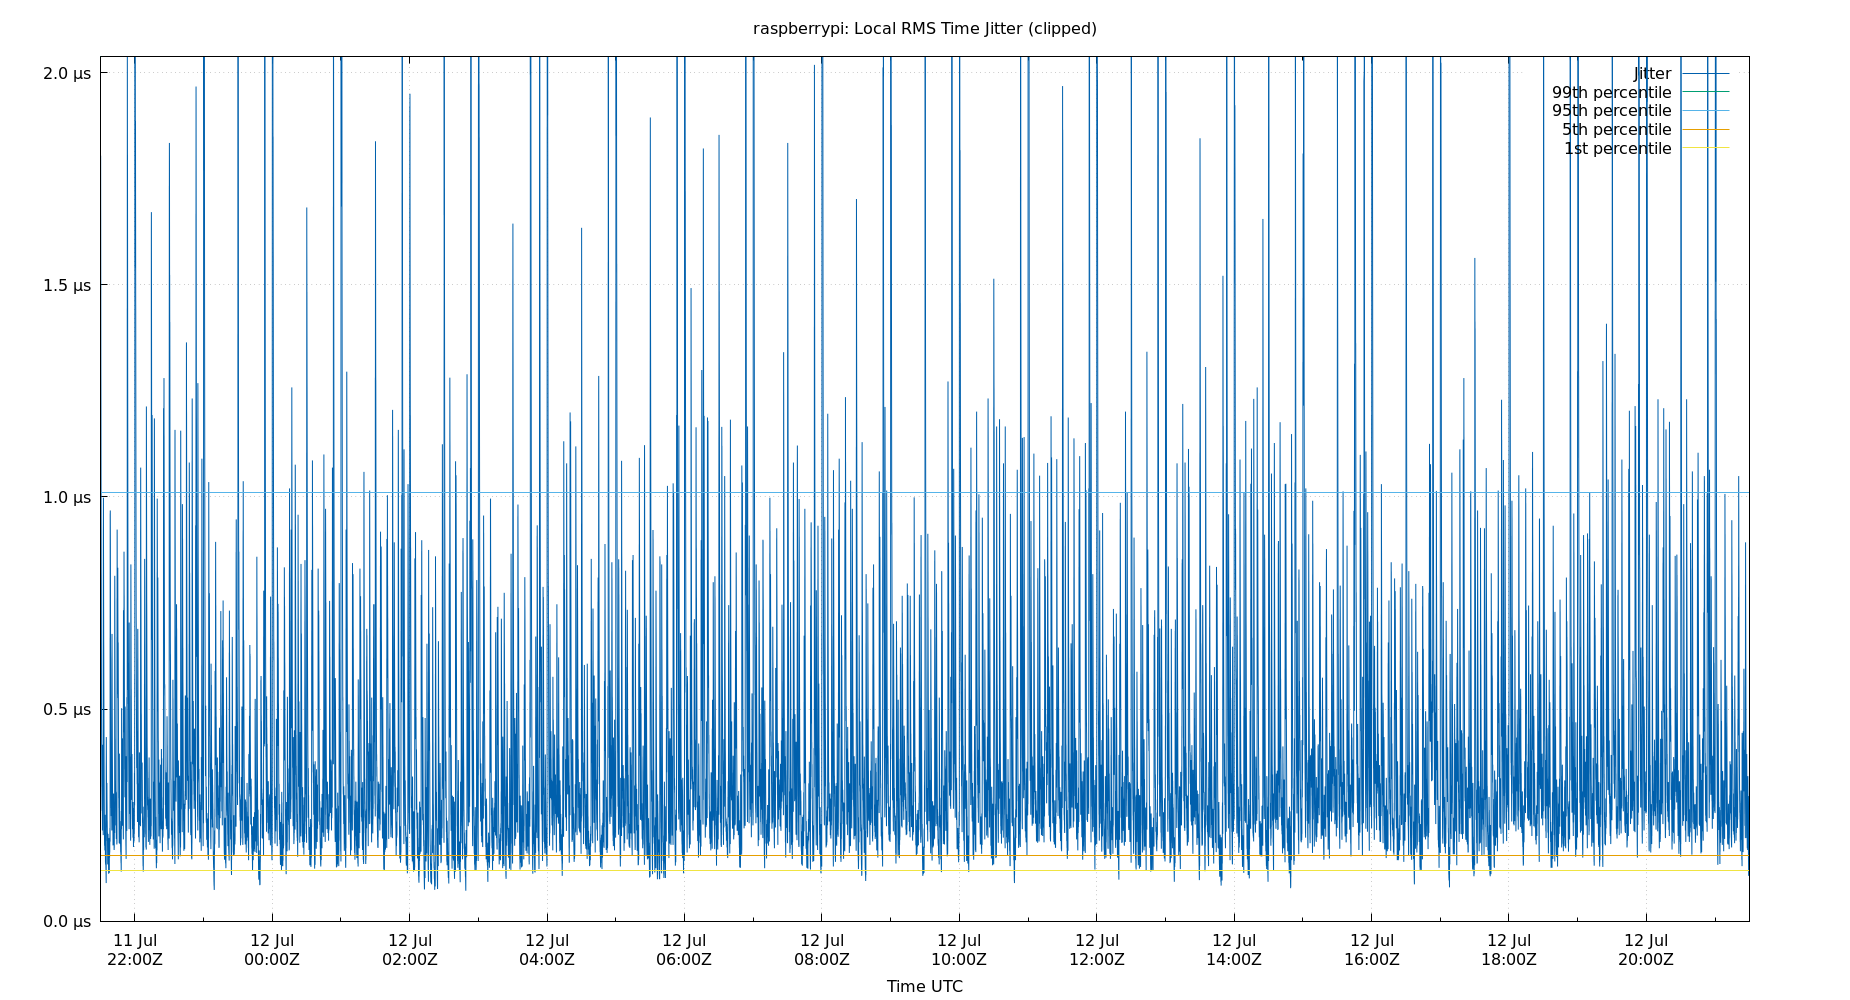 raspberrypi: Local RMS Time Jitter (clipped)
2.0 µs
1.5 µs
1.0 µs
0.5 µs
0.0 µs
Jitter
99th percentile
95th percentile
5th percentile
1st percentile
11 Jul 12 Jul 12 Jul 12 Jul 12 Jul 12 Jul 12 Jul 12 Jul 12 Jul 12 Jul 12 Jul 12 Jul
22:00Z 00:00Z 02:00Z 04:00Z 06:00Z 08:00Z 10:00Z 12:00Z 14:00Z 16:00Z 18:00Z 20:00Z
Time UTC